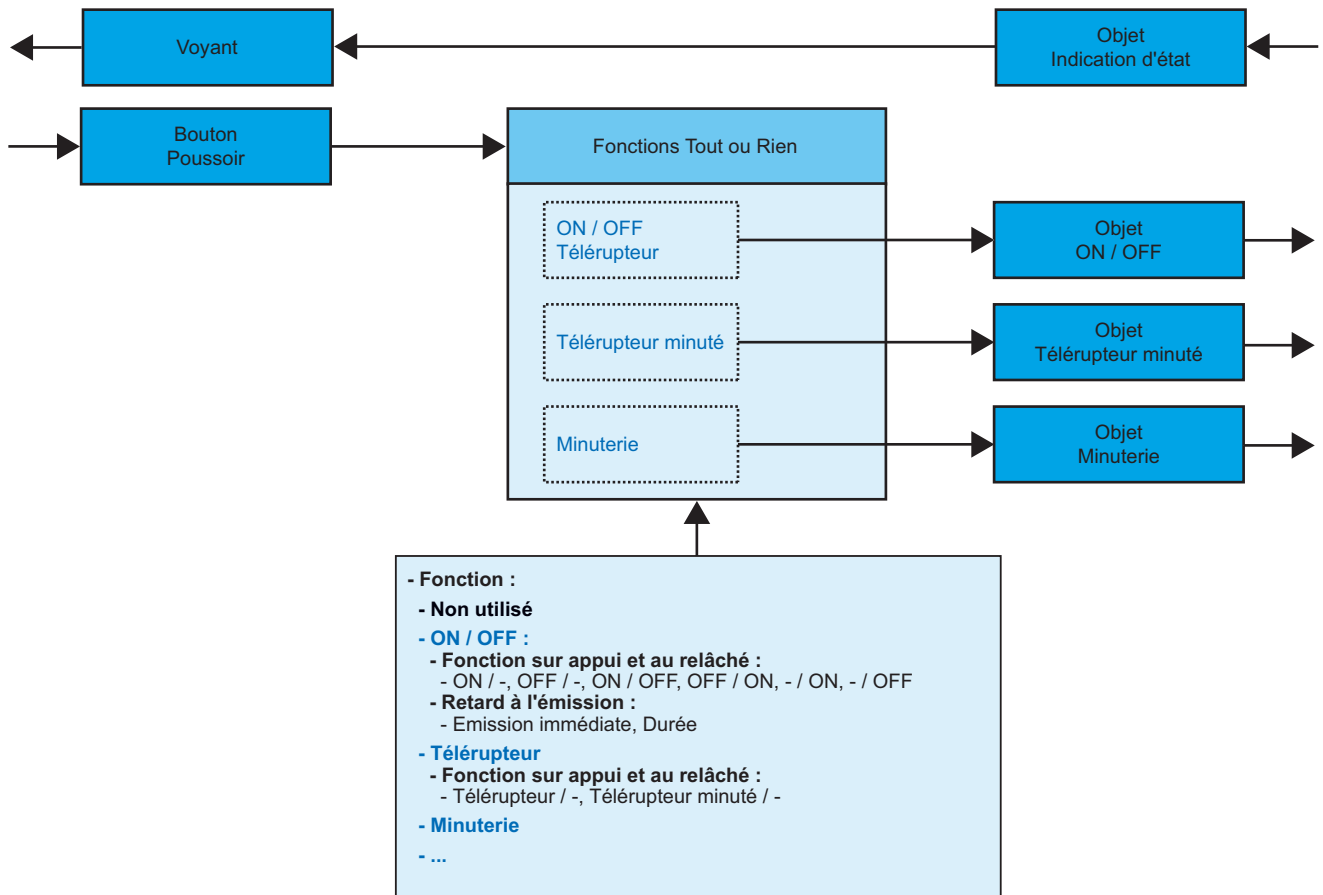 Voyant
Objet
Indication d'état
Bouton
Poussoir
Fonctions Tout ou Rien
ON / OFF
Télérupteur
Objet
ON / OFF
Télérupteur minuté
Objet
Télérupteur minuté
Minuterie
Objet
Minuterie
- Fonction :
- Non utilisé
- ON / OFF :
- Fonction sur appui et au relâché :
- ON / -, OFF / -, ON / OFF, OFF / ON, - / ON, - / OFF
- Retard à l'émission :
- Emission immédiate, Durée
- Télérupteur
- Fonction sur appui et au relâché :
- Télérupteur / -, Télérupteur minuté / -
- Minuterie
- ...